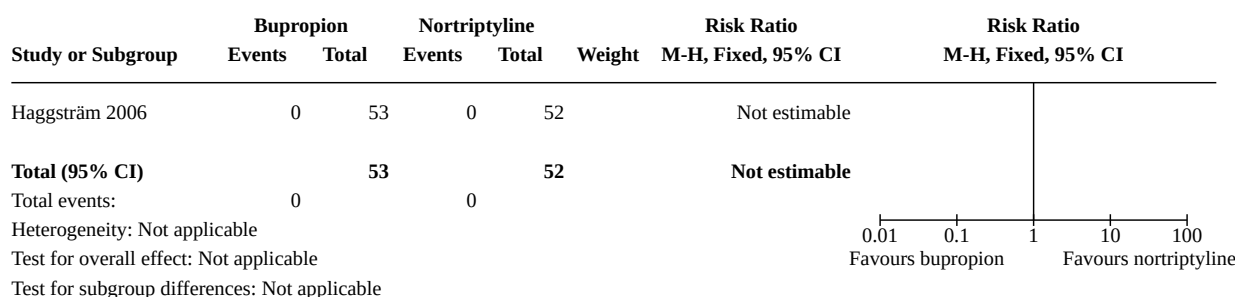 Bupropion Nortriptyline Risk Ratio Risk Ratio
Study or Subgroup Events Total Events Total Weight M-H, Fixed, 95% CI M-H, Fixed, 95% CI
Haggsträm 2006 0 53 0 52 Not estimable
Total (95% CI) 53 52 Not estimable
Total events: 0 0
Heterogeneity: Not applicable
0.01 0.1 1 10 100
Test for overall effect: Not applicable Favours bupropion Favours nortriptyline
Test for subgroup differences: Not applicable